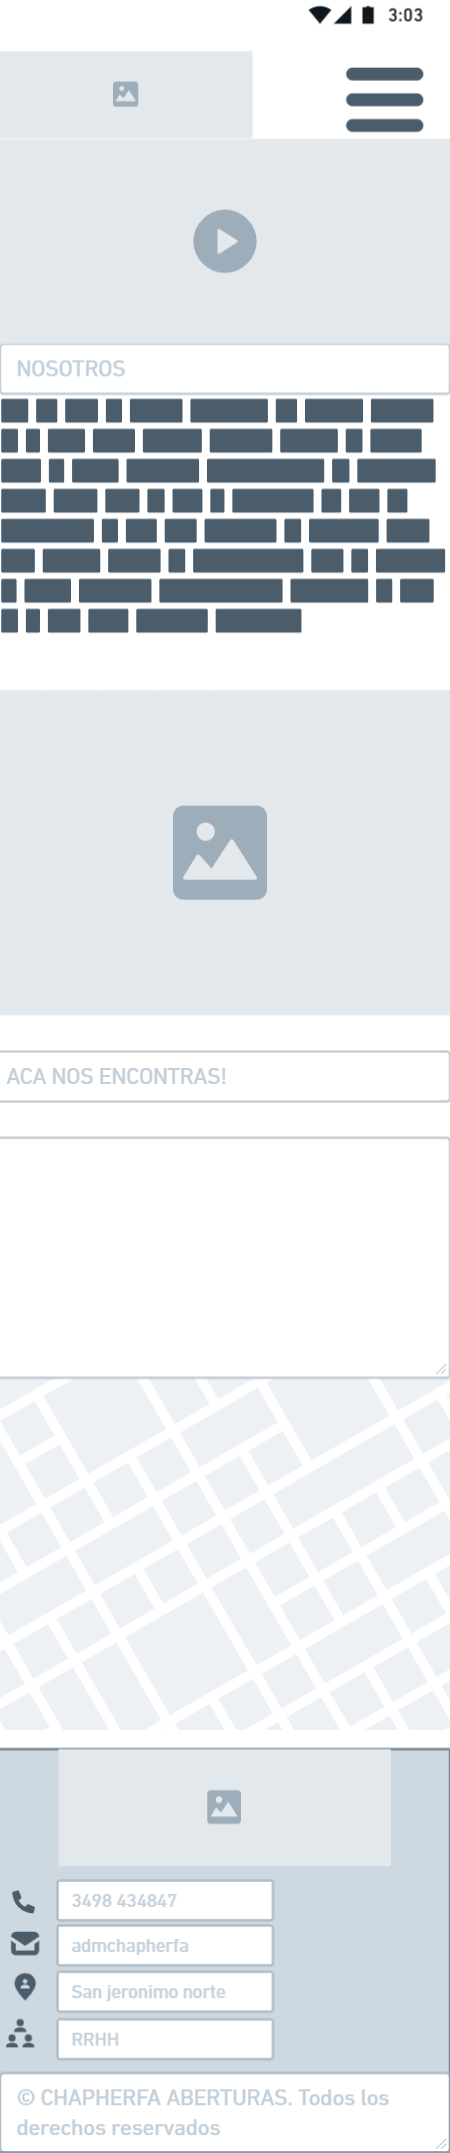 3:03
NOSOTROS
ACA NOS ENCONTRAS!
3498 434847
admchapherfa
San jeronimo norte
RRHH
© CHAPHERFA ABERTURAS. Todos los
derechos reservados